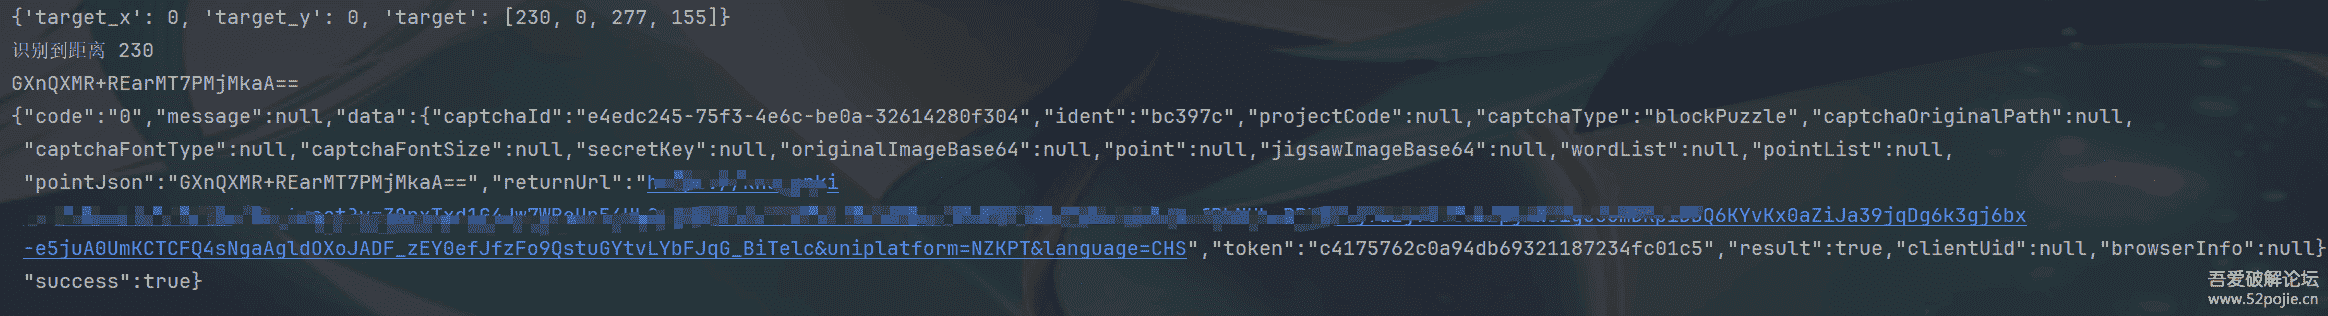 {'target_x': 0, 'target_y': 0, 'target': [230, 0, 277, 155]}
识别到距离 230
GXnQXMR+REarMT7PMjMkaA==
{"code":"0","message":null,"data":{"captchaId":"e4edc245-75f3-4e6c-be0a-32614280f304","ident":"bc397c","projectCode":null,"captchaType":"blockPuzzle","captchaOriginalPath":null,
"captchaFontType":null,"captchaFontSize":null,"secretKey":null,"originalImageBase64":null,"point":null,"jigsawImageBase64":null,"wordList":null,"pointList":null,
"pointJson":"GXnQXMR+REarMT7PMjMkaA==","returnUrl":"
Q6KYvKx0aZiJa39jqDg6k3gj6bx
-e5juA0UmKCTCFQ4sNgaAgldOXoJADF_zEY0efJfzFo9QstuGYtvLYbFJqG_BiTelc&uniplatform=NZKPT&language=CHS","token":"c4175762c0a94db69321187234fc01c5","result":true,"clientUid":null,"browserInfo":null}
"success":true}
吾爱破解论坛
www.52pojie.cn